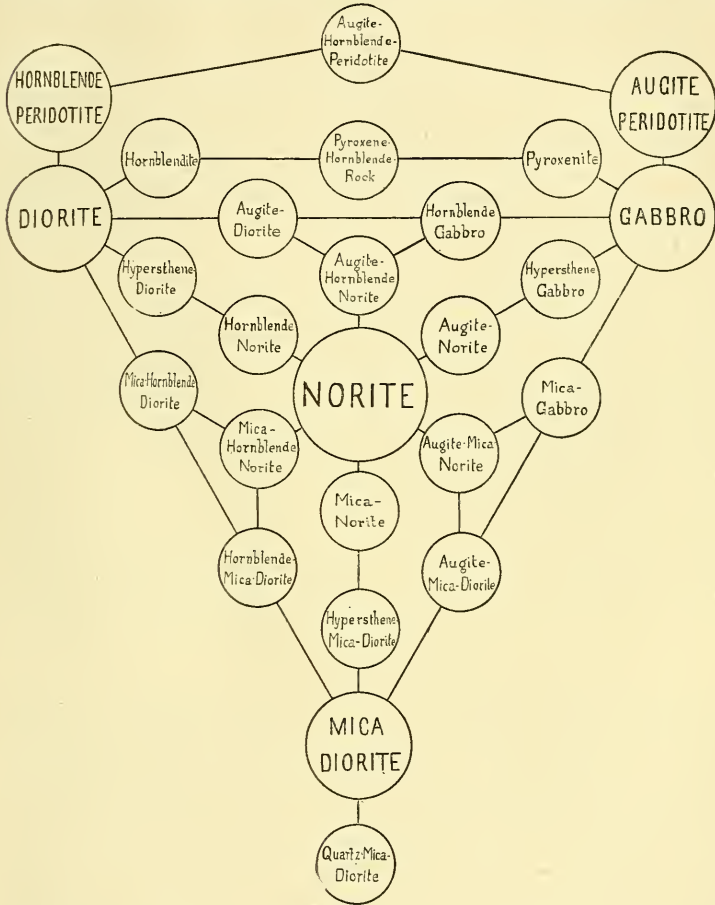 Augite-
Hornblende-
Peridotite
HORNBLENDE
PERIDOTITE
AUGITE
PERIDOTITE
Hornblendite
Pyroxene-
Hornblende-
Rock
Pyroxenite
DIORITE
Augite-
Diorite
Hornblende
Gabbro
GABBRO
Hypersthene-
Diorite
Augite-
Hornblende
Norite
Hypersthene
Gabbro
Hornblende
Norite
Augite-
Norite
NORITE
Mica-Hornblende
Diorite
Mica-
Gabbro
Mica-
Hornblende
Norite
Augite-Mica
Norite
Mica-
Norite
Hornblende-
Mica-Diorite
Augite-
Mica-Diorite
Hypersthene
Mica-Diorite
MICA
DIORITE
Quartz-Mica-
Diorite